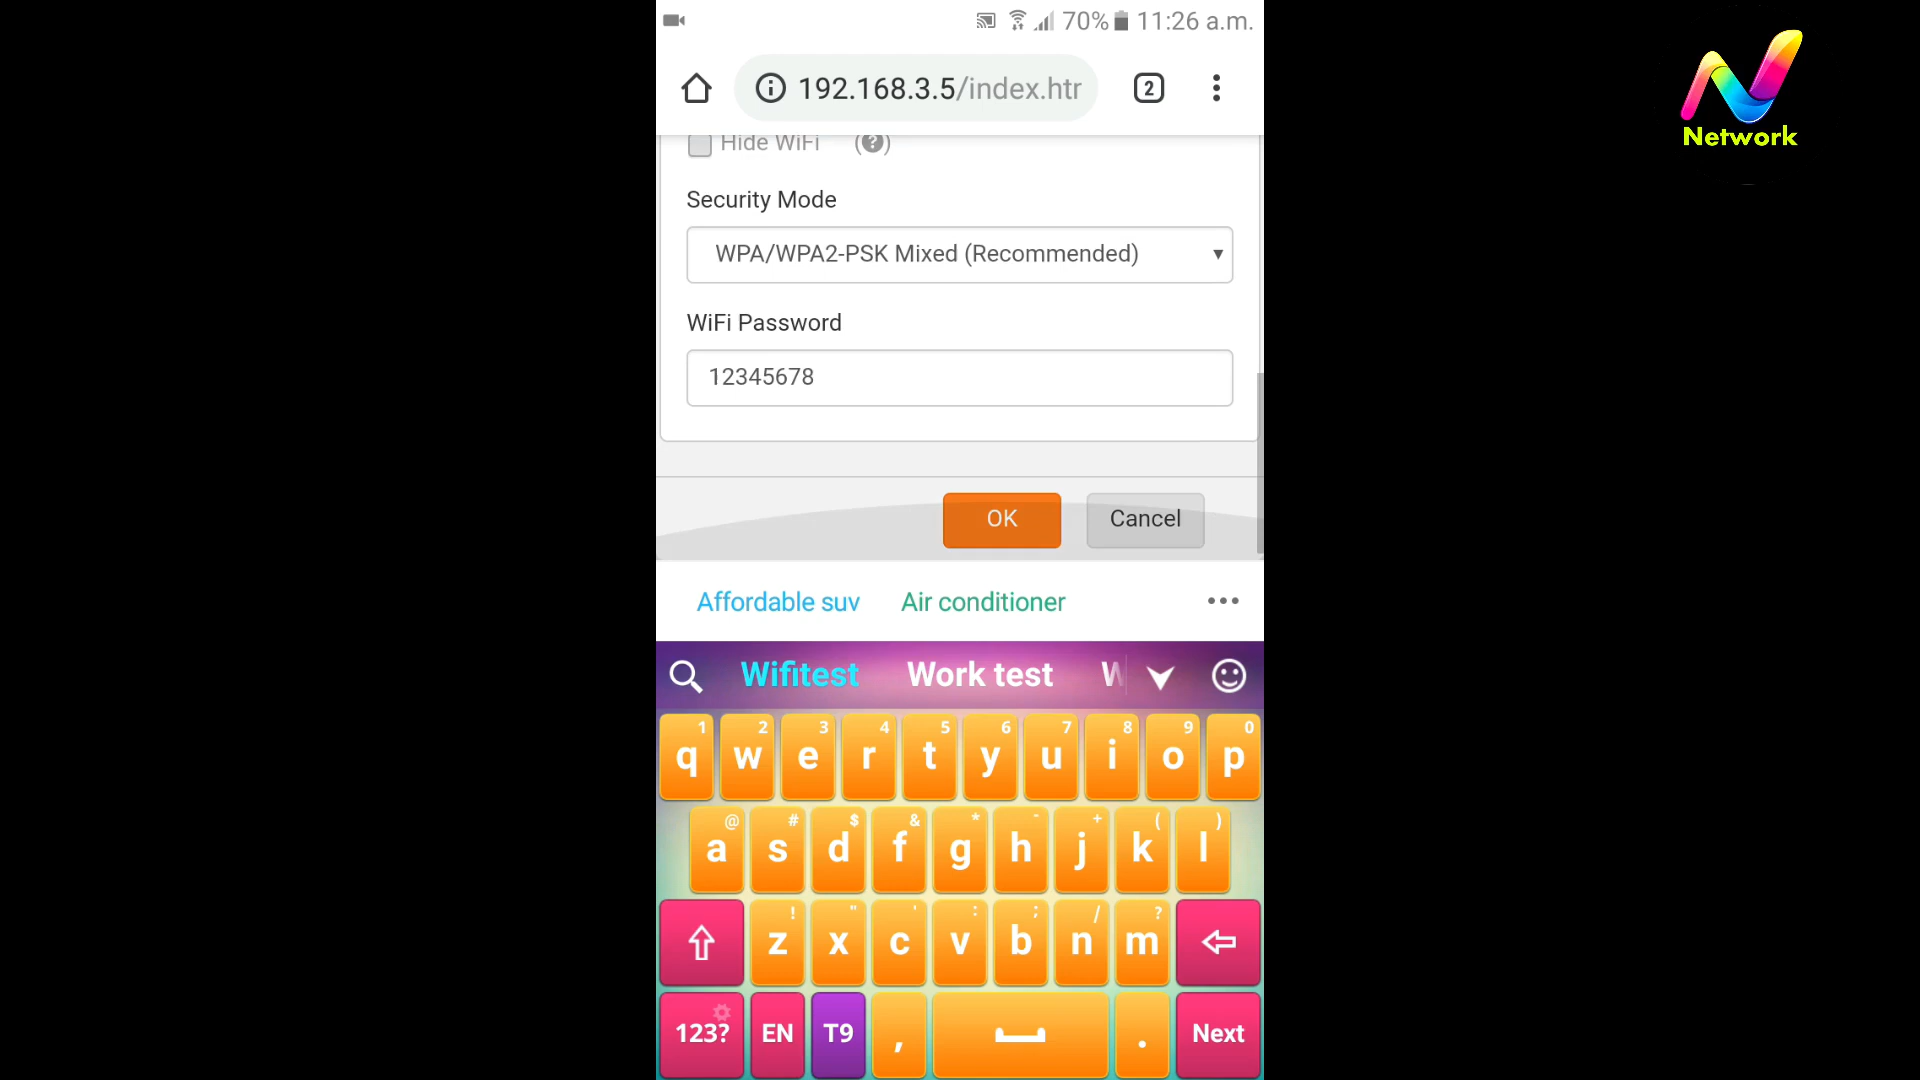 70% 11:26 a.m.
192.168.3.5/index.htr 2
Network
Hide WiFi (?)
Security Mode
WPA/WPA2-PSK Mixed (Recommended)
WiFi Password
12345678
OK Cancel
Affordable suv Air conditioner
Wifitest Work test W
1 2 3 4 5 6 7 8 9 0
q w e r t y u i o p
@ # $ & * - + ( )
a s d f g h j k l
! " ' : ; / ?
z x c v b n m
123? EN T9 , . Next